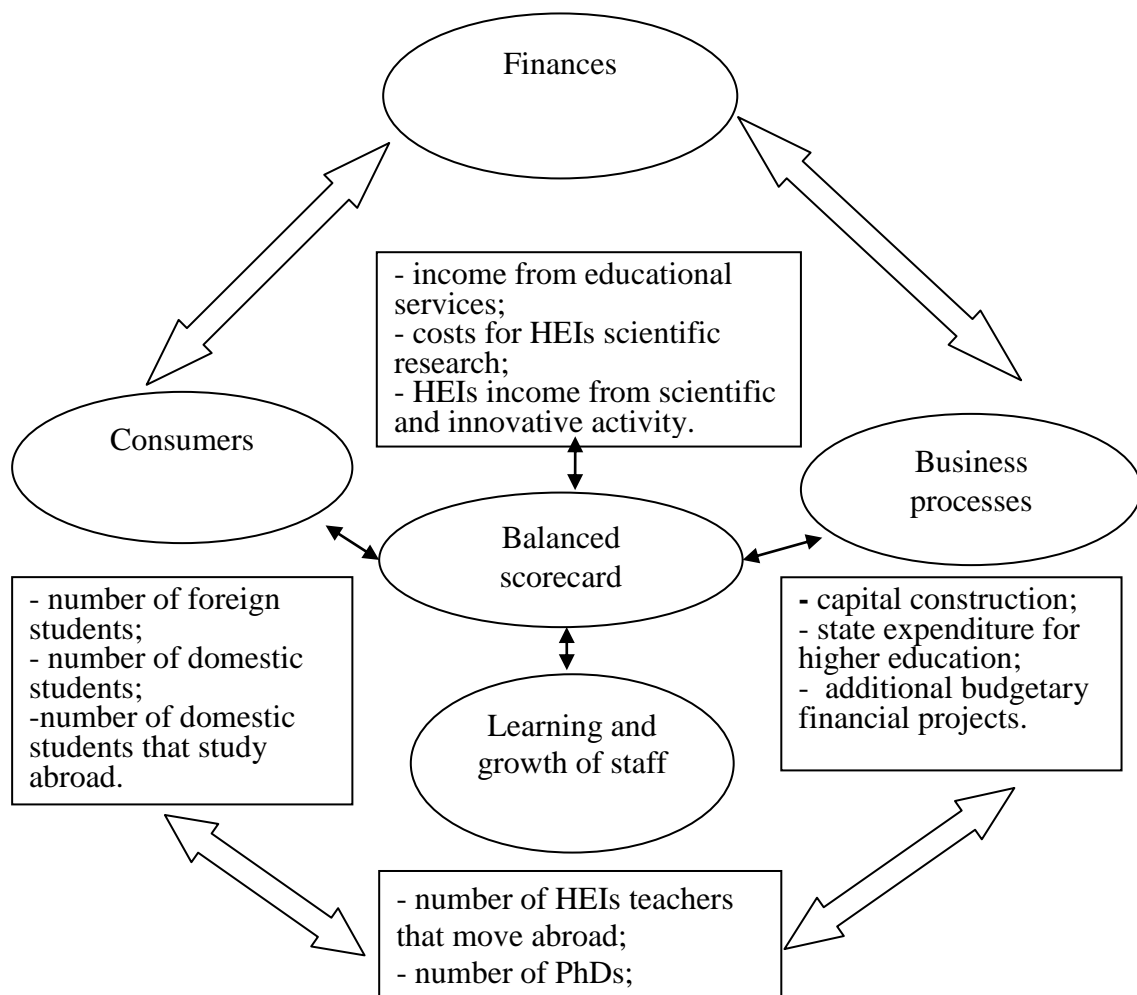 Finances
- income from educational
services;
- costs for HEIs scientific
research;
- HEIs income from scientific
and innovative activity.
Consumers
Business
processes
Balanced
scorecard
- number of foreign
students;
- number of domestic
students;
-number of domestic
students that study
abroad.
- capital construction;
- state expenditure for
higher education;
-  additional budgetary
financial projects.
Learning and
growth of staff
- number of HEIs teachers
that move abroad;
- number of PhDs;